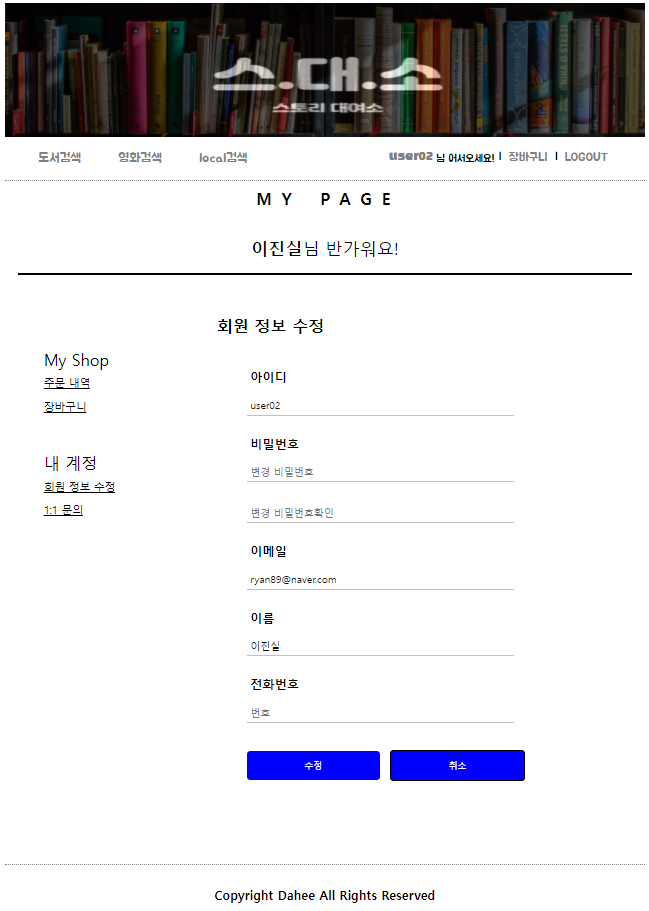 스.대.소
스토리 대여소
도서검색 영화검색 local검색 user02 님 어서오세요! | 장바구니 | LOGOUT
MY PAGE
이진실님 반가워요!
회원 정보 수정
My Shop
주문 내역
장바구니
내 계정
회원 정보 수정
1:1 문의
아이디
user02
비밀번호
변경 비밀번호
변경 비밀번호확인
이메일
ryan89@naver.com
이름
이진실
전화번호
번호
수정 취소
Copyright Dahee All Rights Reserved